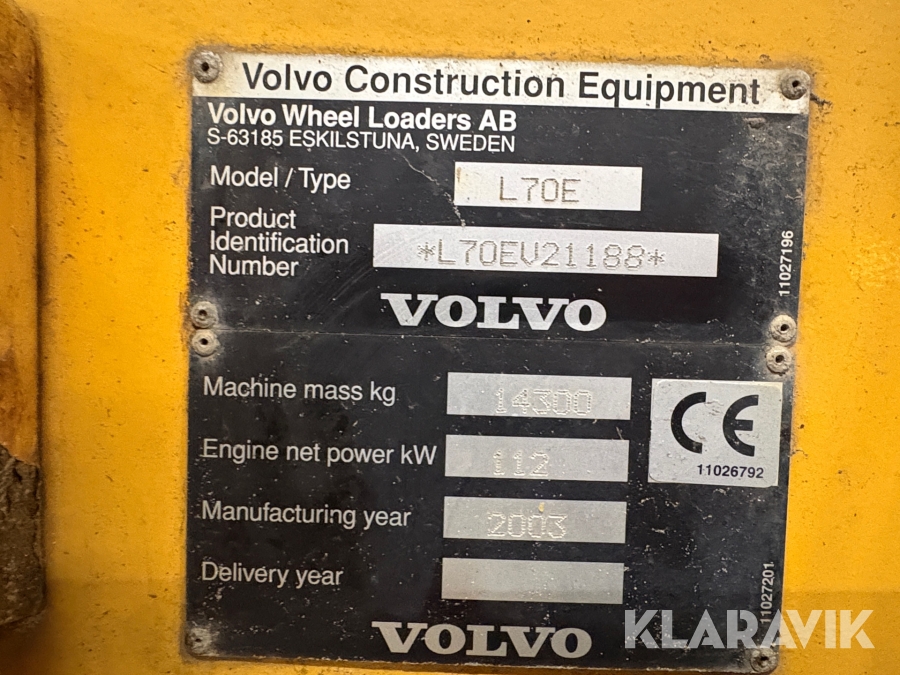 Volvo Construction Equipment
Volvo Wheel Loaders AB
S-63185 ESKILSTUNA, SWEDEN
Model / Type L70E
Product
Identification
Number *L70EV21188*
11027196
VOLVO
Machine mass kg 14300
Engine net power kW 112
CE
11026792
Manufacturing year 2003
Delivery year
11027201
VOLVO
KLARAVIK